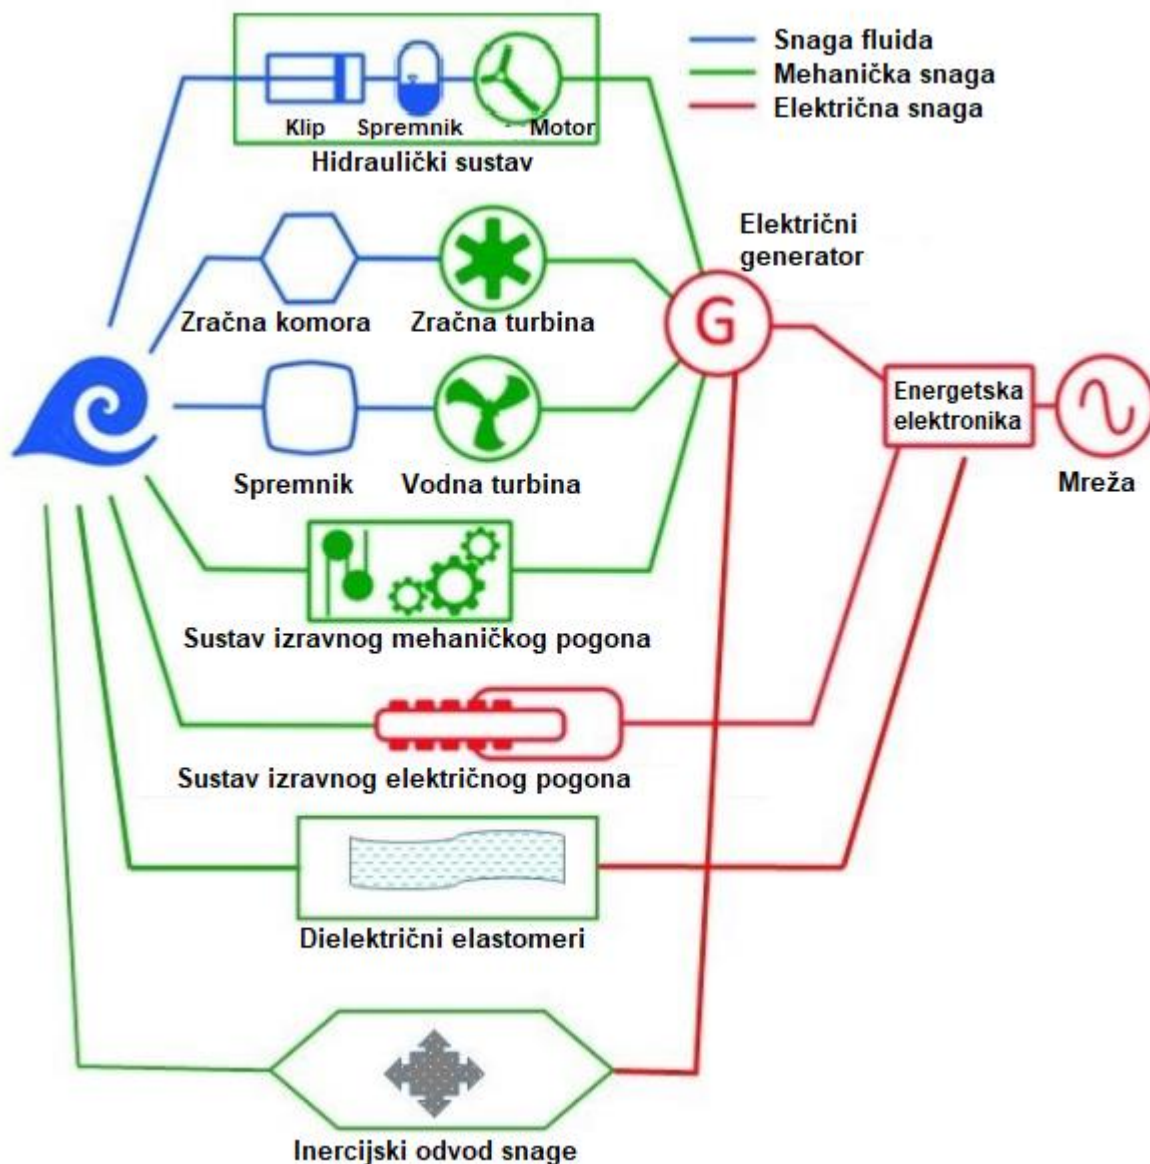 Snaga fluida
Mehanička snaga
Električna snaga
Klip
Spremnik
Motor
Hidraulički sustav
Električni
generator
Zračna komora
Zračna turbina
G
Energetska
elektronika
Mreža
Spremnik
Vodna turbina
Sustav izravnog mehaničkog pogona
Sustav izravnog električnog pogona
Dielektrični elastomeri
Inercijski odvod snage